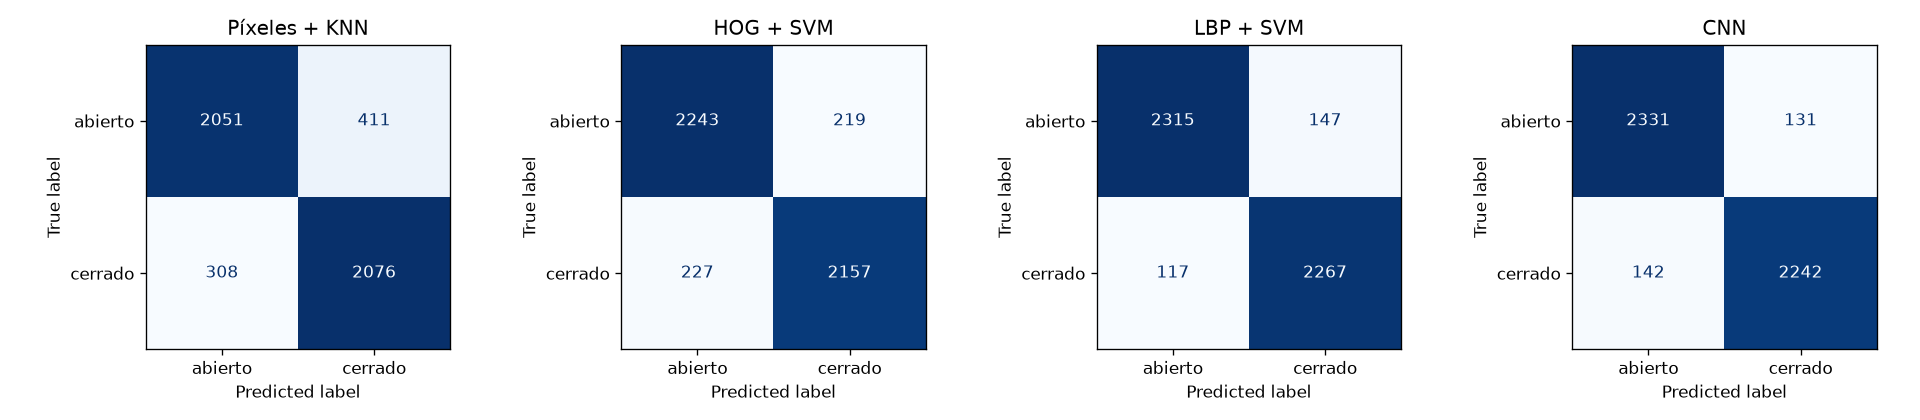 Píxeles + KNN
True label
abierto
2051 411
cerrado
308 2076
abierto cerrado
Predicted label
HOG + SVM
True label
abierto
2243 219
cerrado
227 2157
abierto cerrado
Predicted label
LBP + SVM
True label
abierto
2315 147
cerrado
117 2267
abierto cerrado
Predicted label
CNN
True label
abierto
2331 131
cerrado
142 2242
abierto cerrado
Predicted label